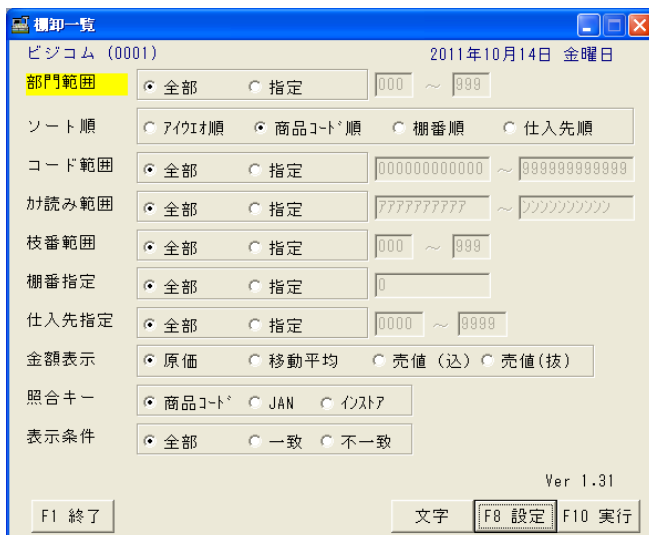 棚卸一覧
ビジコム (0001) 2011年10月14日 金曜日
部門範囲 全部 指定 000 ～ 999
ソート順 ｱｲｳｴｵ順 商品ｺｰﾄﾞ順 棚番順 仕入先順
コード範囲 全部 指定 000000000000 ～ 999999999999
ｶﾅ読み範囲 全部 指定 ｱｱｱｱｱｱｱｱｱｱ ～ ﾝﾝﾝﾝﾝﾝﾝﾝﾝﾝ
枝番範囲 全部 指定 000 ～ 999
棚番指定 全部 指定 0
仕入先指定 全部 指定 0000 ～ 9999
金額表示 原価 移動平均 売値（込） 売値(抜)
照合キー 商品ｺｰﾄﾞ JAN ｲﾝｽﾄｱ
表示条件 全部 一致 不一致
Ver 1.31
F1 終了 文字 F8 設定 F10 実行